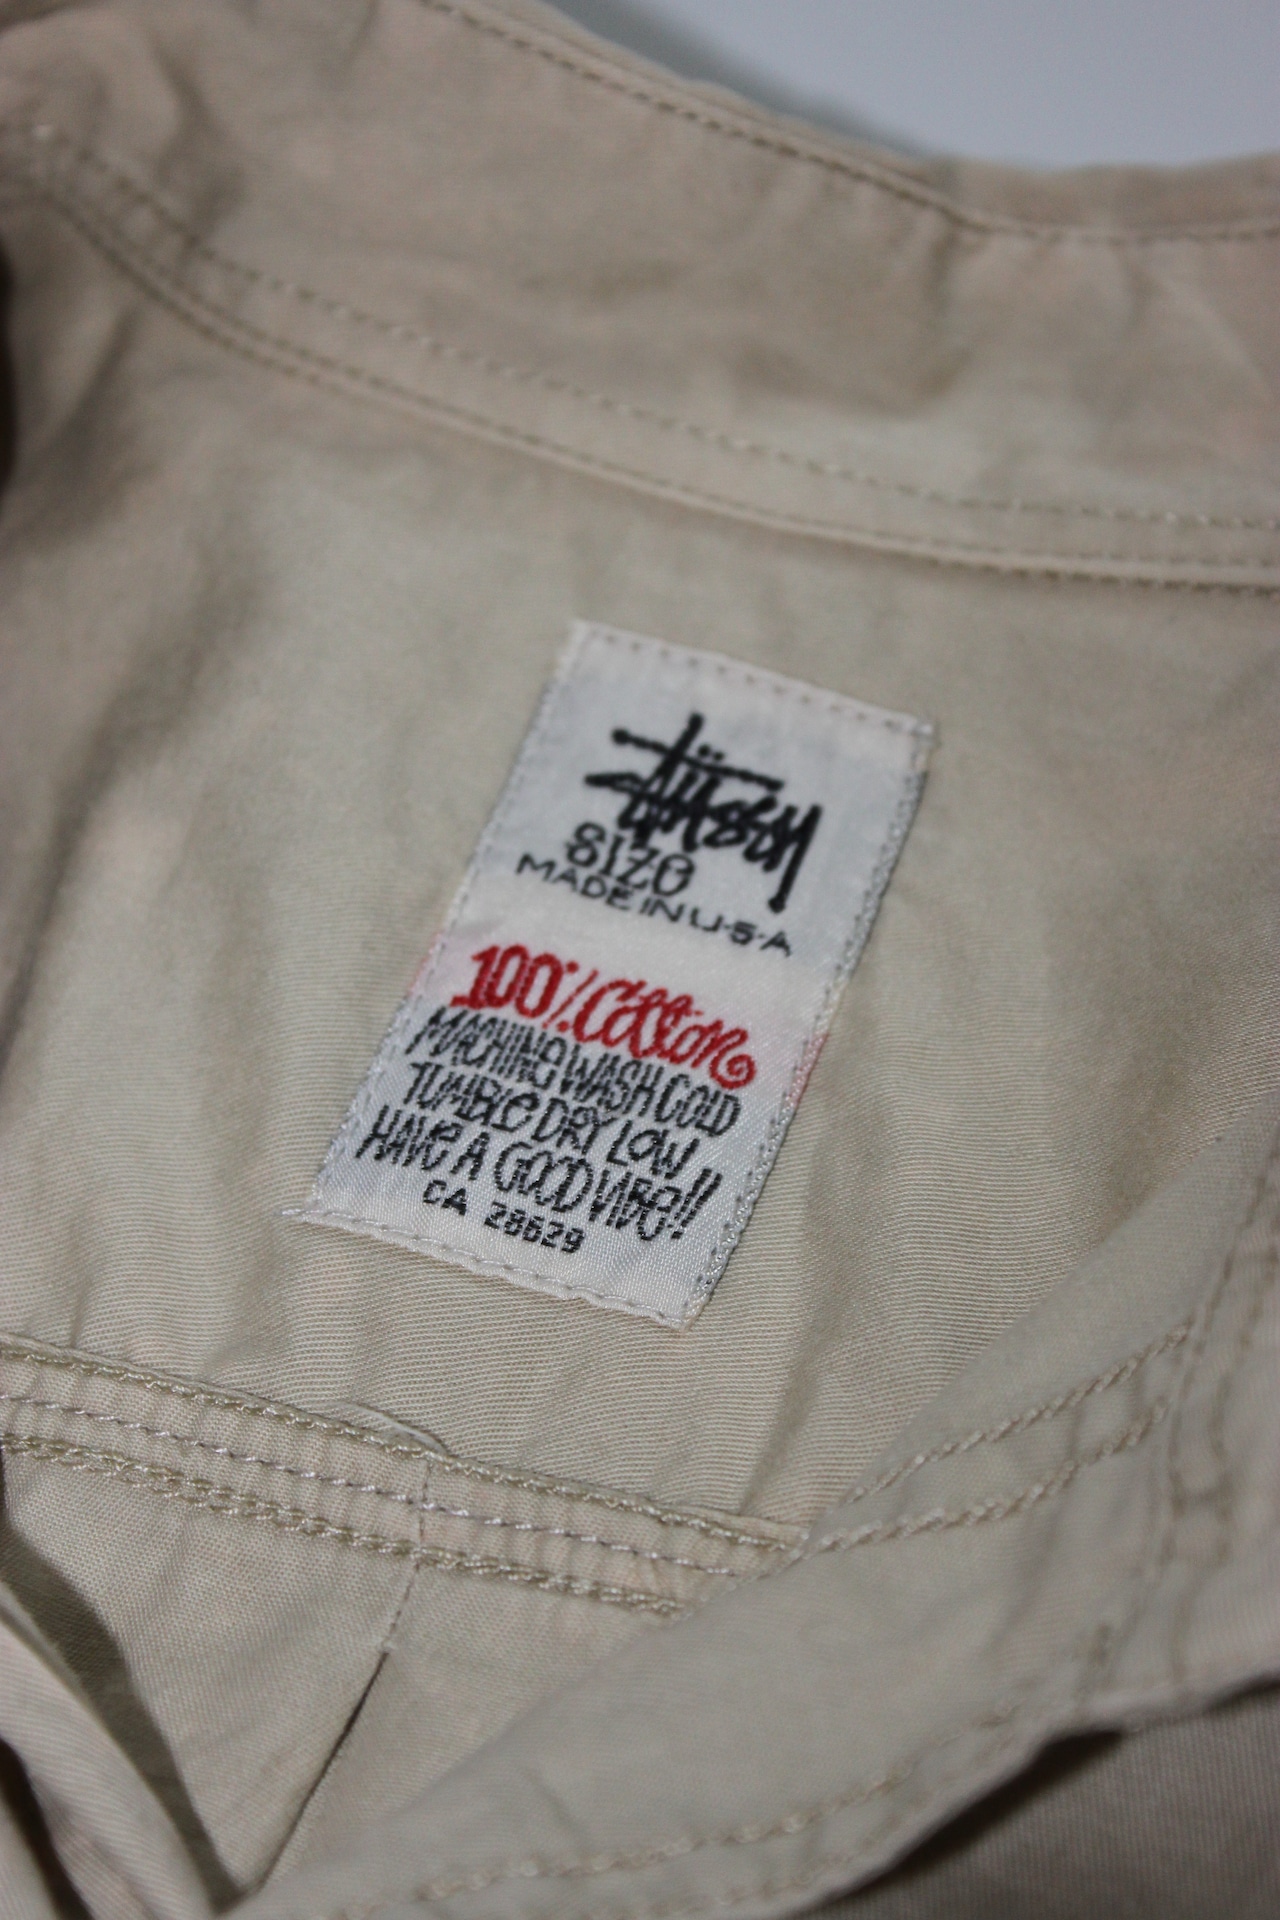 Stüssy
SIZE
MADE IN U.S.A
100% Cotton
MACHINE WASH COLD
TUMBLE DRY LOW
HAVE A GOOD VIBE!!
CA 28629